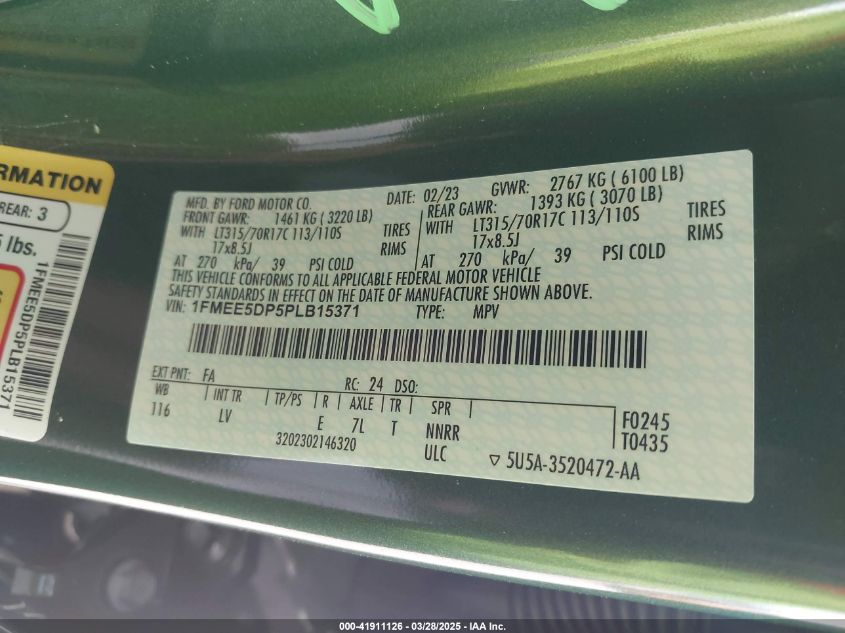 RMATION
REAR: 3
lbs.
1FMEE5DP5PLB15371
MFD. BY FORD MOTOR CO. DATE: 02/23 GVWR: 2767 KG ( 6100 LB)
FRONT GAWR: 1461 KG ( 3220 LB) REAR GAWR: 1393 KG ( 3070 LB)
WITH LT315/70R17C 113/110S TIRES WITH LT315/70R17C 113/110S TIRES
17x8.5J RIMS 17x8.5J RIMS
AT 270 kPa/ 39 PSI COLD AT 270 kPa/ 39 PSI COLD
THIS VEHICLE CONFORMS TO ALL APPLICABLE FEDERAL MOTOR VEHICLE
SAFETY STANDARDS IN EFFECT ON THE DATE OF MANUFACTURE SHOWN ABOVE.
VIN: 1FMEE5DP5PLB15371 TYPE: MPV
EXT PNT: FA RC: 24 DSO:
WB INT TR TP/PS R AXLE TR SPR
116 LV E 7L T NNRR F0245
3202302146320 ULC T0435
5U5A-3520472-AA
000-41911126 — 03/28/2025 - IAA Inc.